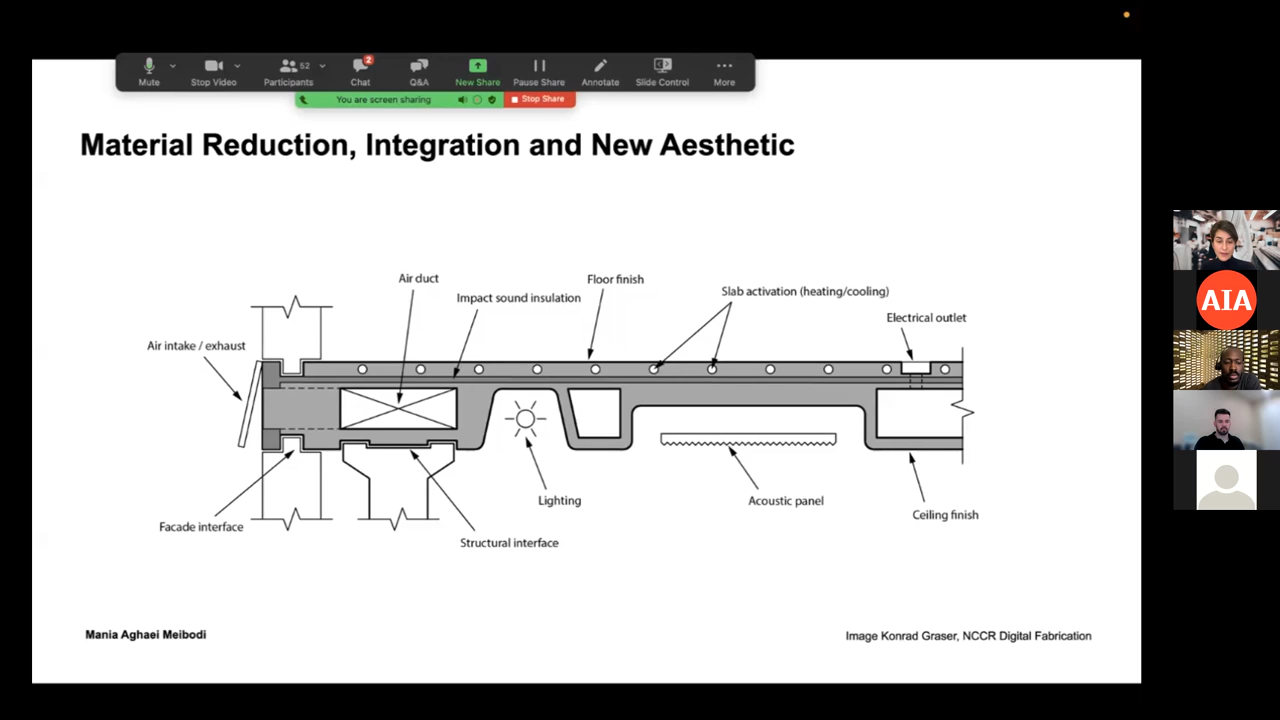 52
2
Mute
Stop Video
Participants
Chat
Q&A
New Share
Pause Share
Annotate
Slide Control
More
You are screen sharing
Stop Share
Material Reduction, Integration and New Aesthetic
Air duct
Floor finish
Impact sound insulation
Slab activation (heating/cooling)
Electrical outlet
Air intake / exhaust
AIA
Lighting
Acoustic panel
Ceiling finish
Facade interface
Structural interface
Mania Aghaei Meibodi
Image Konrad Graser, NCCR Digital Fabrication